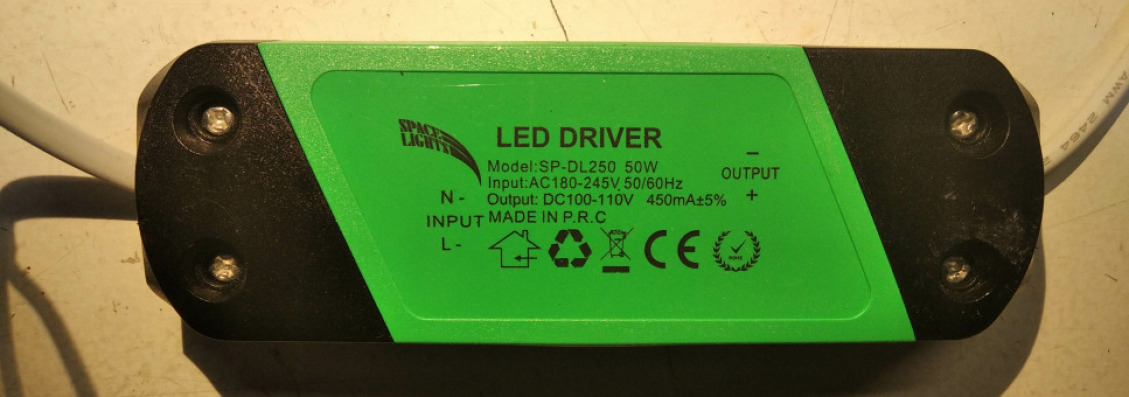 SPACE
LIGHTS
LED DRIVER
Model:SP-DL250 50W
Input:AC180-245V, 50/60Hz
Output: DC100-110V 450mA±5%
MADE IN P.R.C
N -
INPUT
L -
−
OUTPUT
+
CE
ROHS
AWM 2464